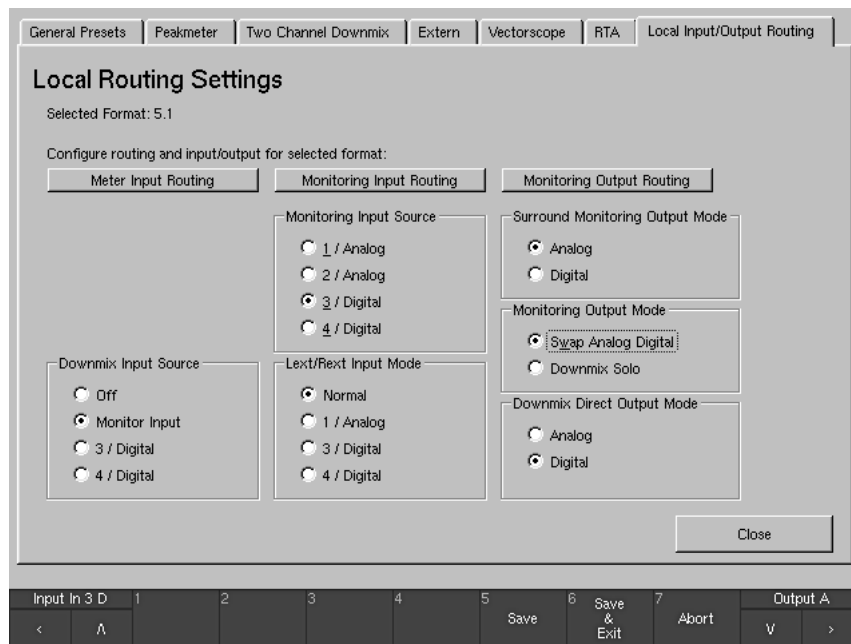 General Presets
Peakmeter
Two Channel Downmix
Extern
Vectorscope
RTA
Local Input/Output Routing
Local Routing Settings
Selected Format: 5.1
Configure routing and input/output for selected format:
Meter Input Routing
Monitoring Input Routing
Monitoring Output Routing
Monitoring Input Source
1 / Analog
2 / Analog
3 / Digital
4 / Digital
Surround Monitoring Output Mode
Analog
Digital
Monitoring Output Mode
Swap Analog Digital
Downmix Solo
Downmix Input Source
Off
Monitor Input
3 / Digital
4 / Digital
Lext/Rext Input Mode
Normal
1 / Analog
3 / Digital
4 / Digital
Downmix Direct Output Mode
Analog
Digital
Close
Input In 3 D
< Λ
1
2
3
4
5
Save
6
Save
&
Exit
7
Abort
Output A
V >